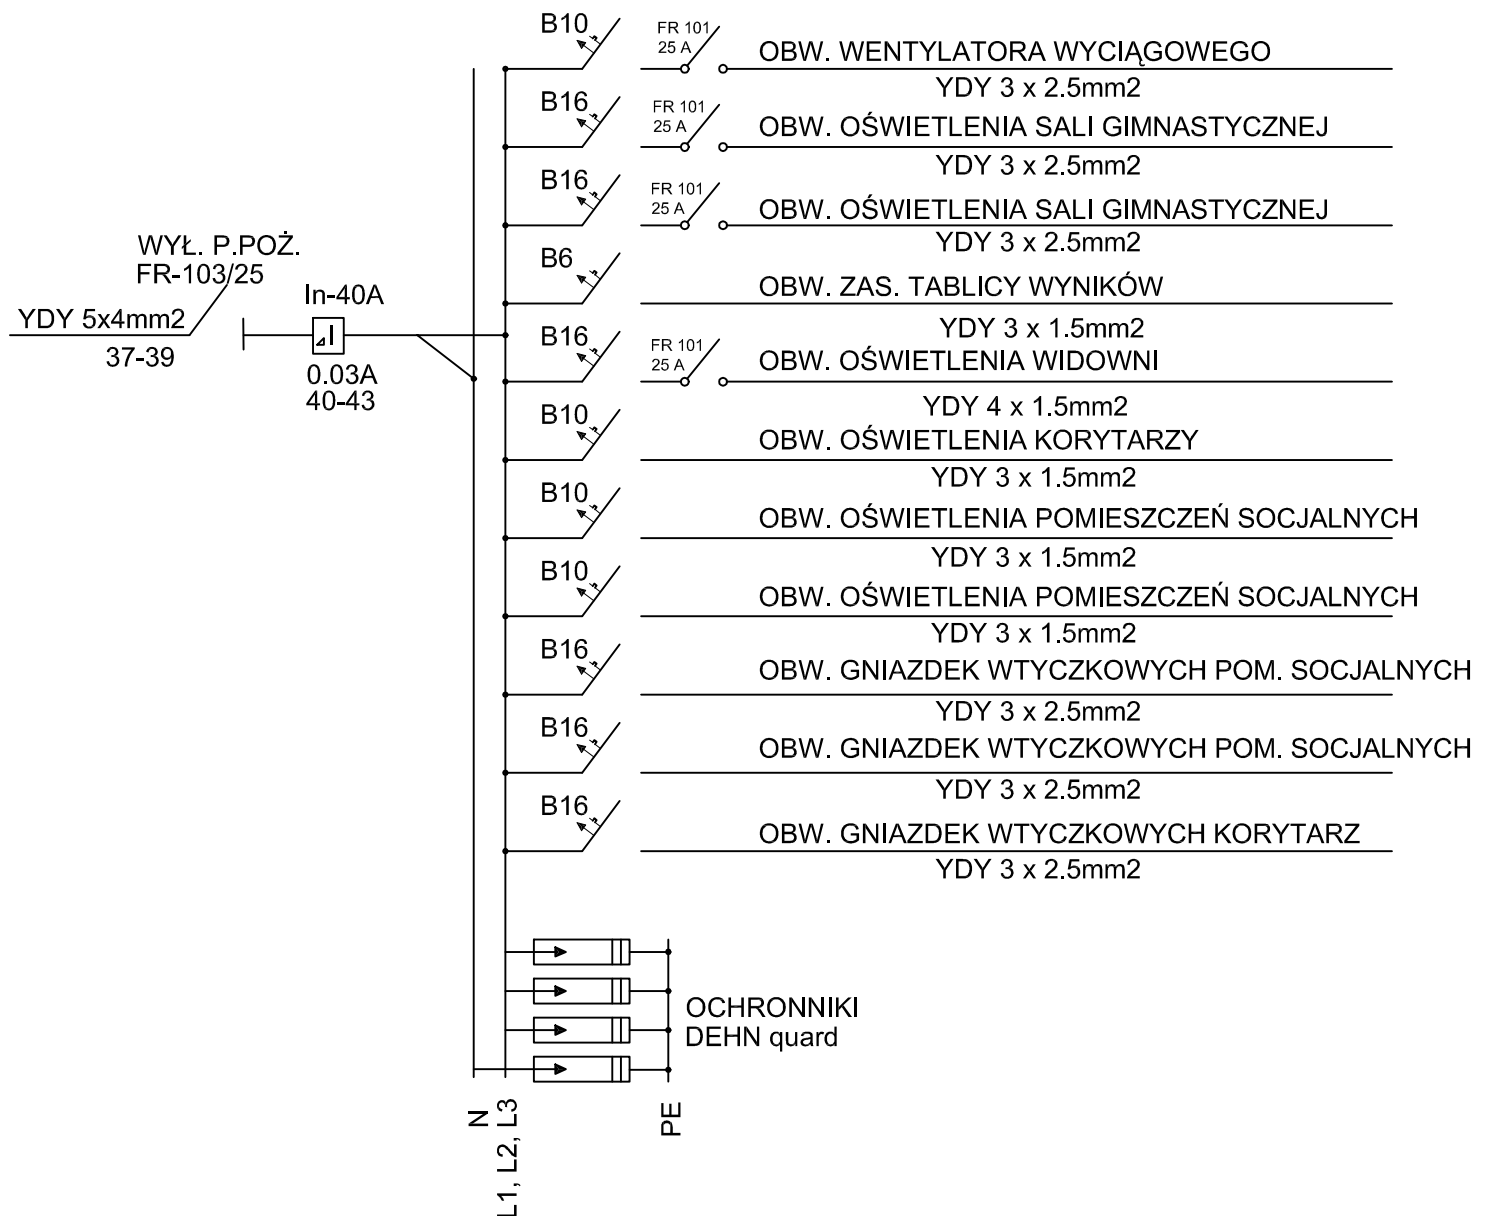 B10
FR 101
25 A
OBW. WENTYLATORA WYCIĄGOWEGO
YDY 3 x 2.5mm2
B16
FR 101
25 A
OBW. OŚWIETLENIA SALI GIMNASTYCZNEJ
YDY 3 x 2.5mm2
B16
FR 101
25 A
OBW. OŚWIETLENIA SALI GIMNASTYCZNEJ
YDY 3 x 2.5mm2
WYŁ. P.POŻ.
FR-103/25
YDY 5x4mm2
37-39
In-40A
⊿I
0.03A
40-43
B6
OBW. ZAS. TABLICY WYNIKÓW
YDY 3 x 1.5mm2
B16
FR 101
25 A
OBW. OŚWIETLENIA WIDOWNI
YDY 4 x 1.5mm2
B10
OBW. OŚWIETLENIA KORYTARZY
YDY 3 x 1.5mm2
B10
OBW. OŚWIETLENIA POMIESZCZEŃ SOCJALNYCH
YDY 3 x 1.5mm2
B10
OBW. OŚWIETLENIA POMIESZCZEŃ SOCJALNYCH
YDY 3 x 1.5mm2
B16
OBW. GNIAZDEK WTYCZKOWYCH POM. SOCJALNYCH
YDY 3 x 2.5mm2
B16
OBW. GNIAZDEK WTYCZKOWYCH POM. SOCJALNYCH
YDY 3 x 2.5mm2
B16
OBW. GNIAZDEK WTYCZKOWYCH KORYTARZ
YDY 3 x 2.5mm2
OCHRONNIKI
DEHN quard
N
L1, L2, L3
PE